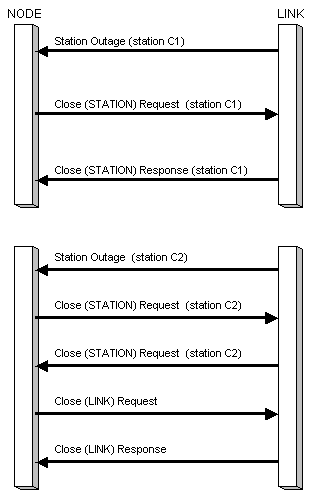 NODE LINK
Station Outage (station C1)
Close (STATION) Request (station C1)
Close (STATION) Response (station C1)
Station Outage (station C2)
Close (STATION) Request (station C2)
Close (STATION) Request (station C2)
Close (LINK) Request
Close (LINK) Response